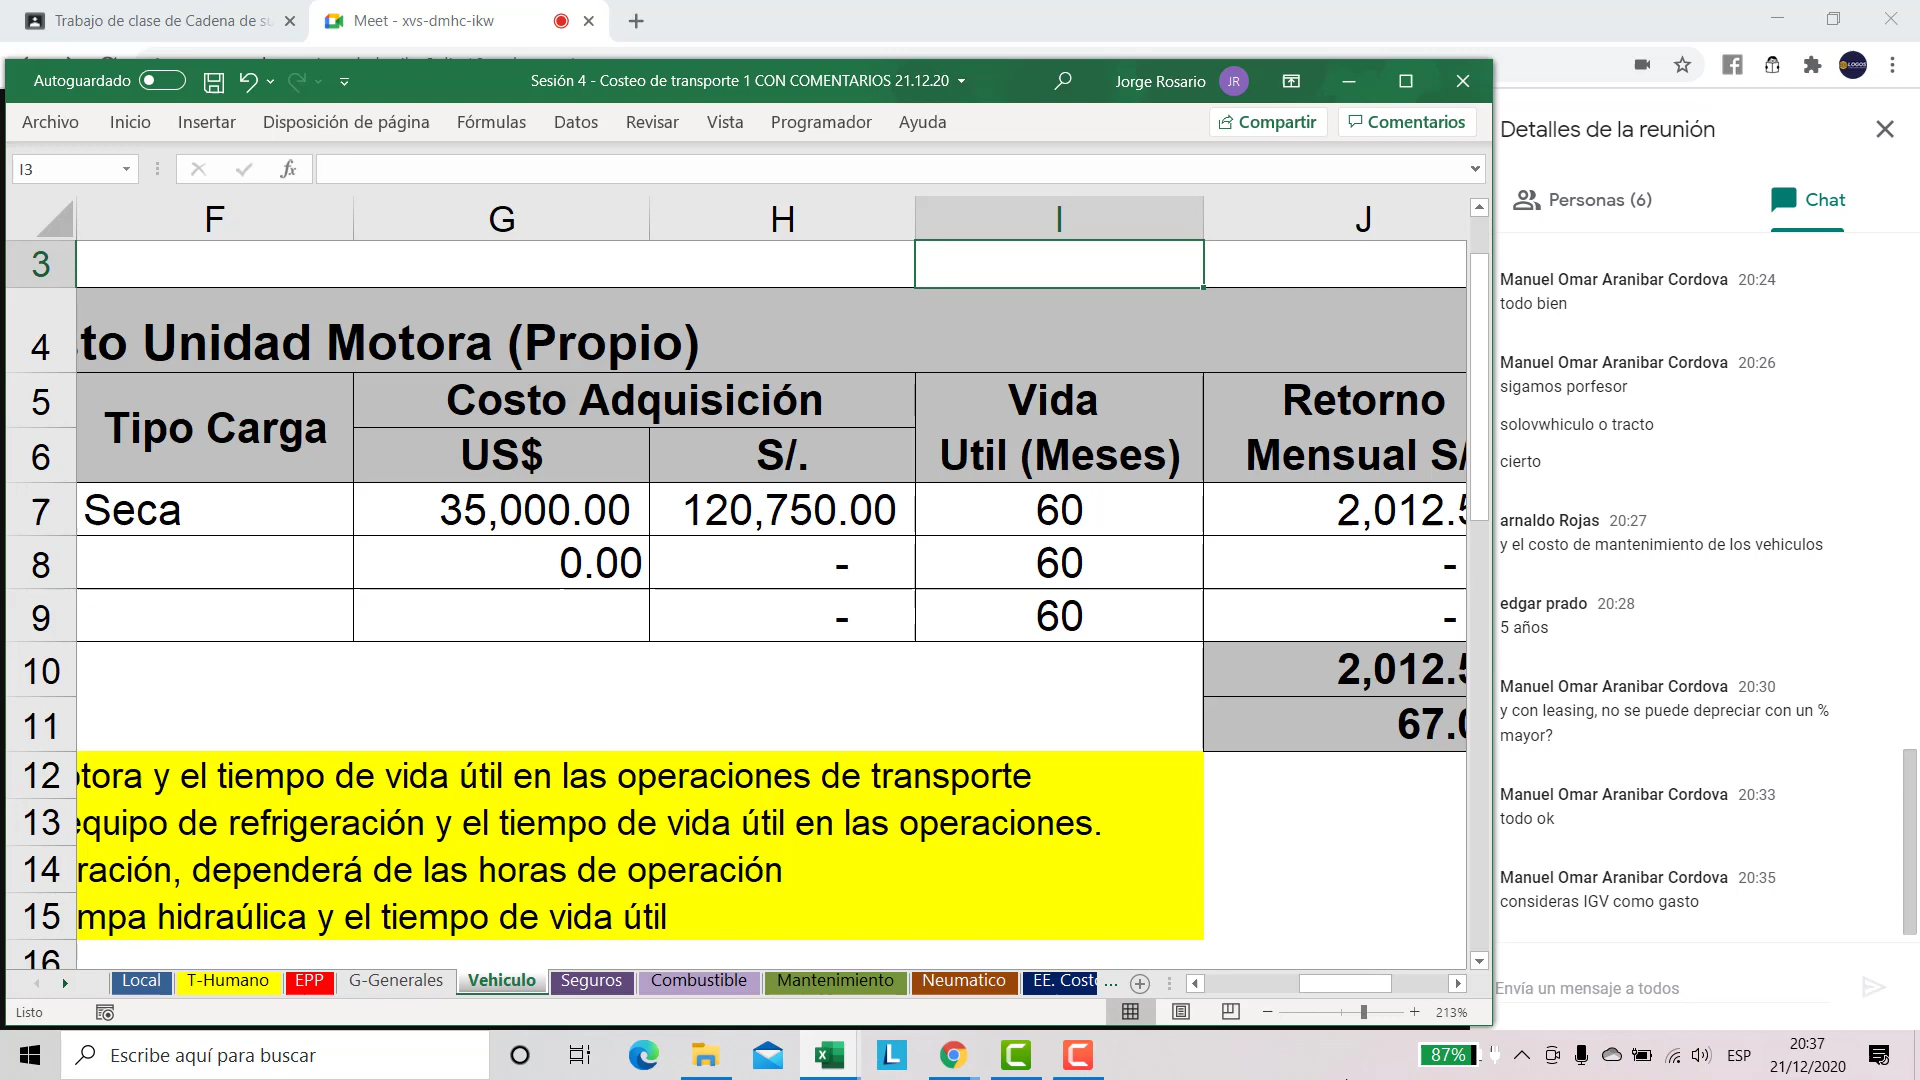 Trabajo de clase de Cadena de su
Meet - xvs-dmhc-ikw
Autoguardado
Sesión 4 - Costeo de transporte 1 CON COMENTARIOS 21.12.20
Jorge Rosario
JR
Archivo
Inicio
Insertar
Disposición de página
Fórmulas
Datos
Revisar
Vista
Programador
Ayuda
Compartir
Comentarios
I3
fx
F
G
H
I
J
3
4
sto Unidad Motora (Propio)
5
Tipo Carga
Costo Adquisición
Vida
Retorno
6
US$
S/.
Util (Meses)
Mensual S/
7
Seca
35,000.00
120,750.00
60
2,012.5
8
0.00
-
60
-
9
-
60
-
10
2,012.5
11
67.0
12
otora y el tiempo de vida útil en las operaciones de transporte
13
equipo de refrigeración y el tiempo de vida útil en las operaciones.
14
ración, dependerá de las horas de operación
15
mpa hidraúlica y el tiempo de vida útil
16
Local
T-Humano
EPP
G-Generales
Vehiculo
Seguros
Combustible
Mantenimiento
Neumatico
EE. Costo
...
Listo
213%
Detalles de la reunión
Personas (6)
Chat
Manuel Omar Aranibar Cordova 20:24
todo bien
Manuel Omar Aranibar Cordova 20:26
sigamos porfesor
solovwhiculo o tracto
cierto
arnaldo Rojas 20:27
y el costo de mantenimiento de los vehiculos
edgar prado 20:28
5 años
Manuel Omar Aranibar Cordova 20:30
y con leasing, no se puede depreciar con un %
mayor?
Manuel Omar Aranibar Cordova 20:33
todo ok
Manuel Omar Aranibar Cordova 20:35
consideras IGV como gasto
Envía un mensaje a todos
Escribe aquí para buscar
87%
ESP
20:37
21/12/2020